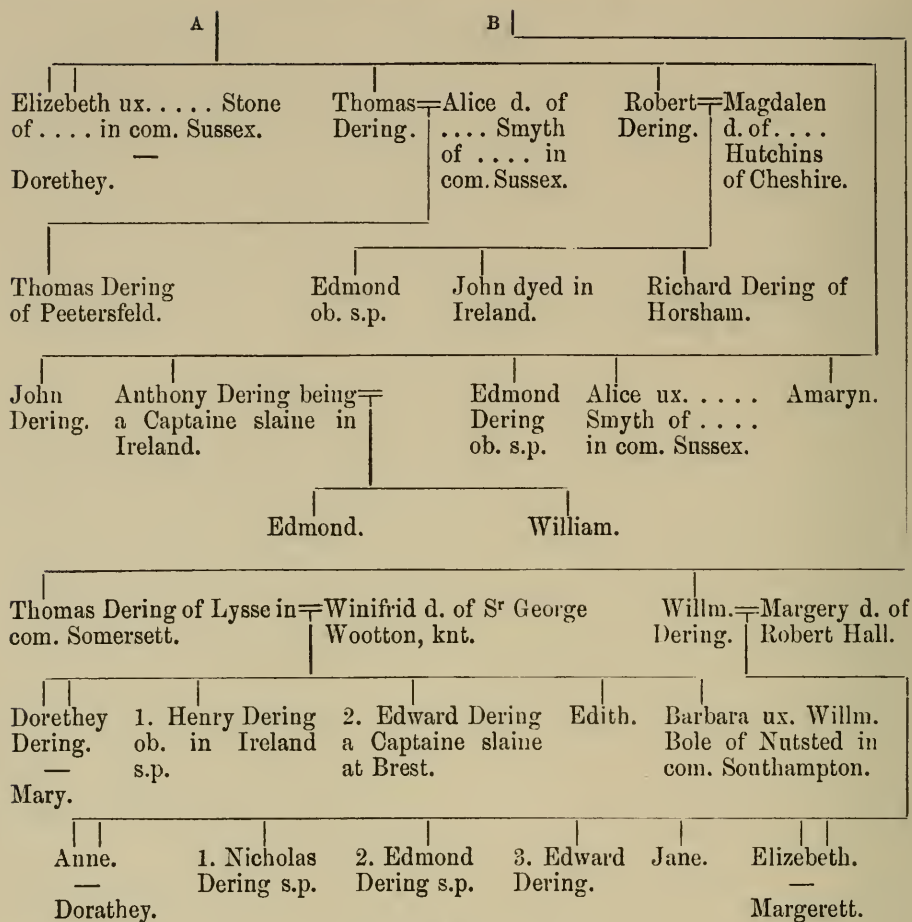 A
B
Elizebeth ux. . . . . Stone
of . . . . in com. Sussex.
—
Dorethey.
Thomas
Dering.
Alice d. of
. . . . Smyth
of . . . . in
com. Sussex.
Robert
Dering.
Magdalen
d. of . . . .
Hutchins
of Cheshire.
Thomas Dering
of Peetersfeld.
Edmond
ob. s.p.
John dyed in
Ireland.
Richard Dering of
Horsham.
John
Dering.
Anthony Dering being
a Captaine slaine in
Ireland.
Edmond
Dering
ob. s.p.
Alice ux. . . . .
Smyth of . . . .
in com. Sussex.
Amaryn.
Edmond.
William.
Thomas Dering of Lysse in
com. Somersett.
Winifrid d. of Sr George
Wootton, knt.
Willm.
Dering.
Margery d. of
Robert Hall.
Dorethey
Dering.
—
Mary.
1. Henry Dering
ob. in Ireland
s.p.
2. Edward Dering
a Captaine slaine
at Brest.
Edith.
Barbara ux. Willm.
Bole of Nutsted in
com. Southampton.
Anne.
—
Dorathey.
1. Nicholas
Dering s.p.
2. Edmond
Dering s.p.
3. Edward
Dering.
Jane.
Elizebeth.
—
Margerett.